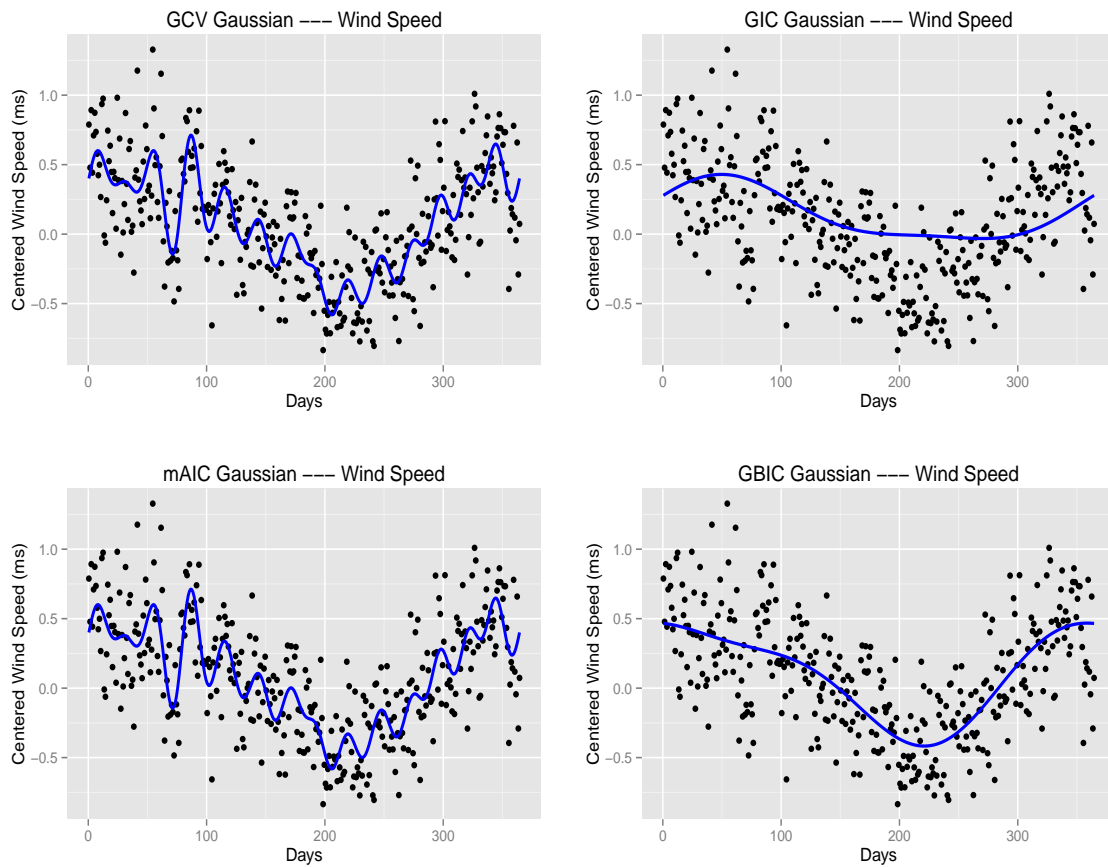 GCV Gaussian −−− Wind Speed
Centered Wind Speed (ms)
1.0
0.5
0.0
−0.5
0 100 200 300
Days
GIC Gaussian −−− Wind Speed
Centered Wind Speed (ms)
1.0
0.5
0.0
−0.5
0 100 200 300
Days
mAIC Gaussian −−− Wind Speed
Centered Wind Speed (ms)
1.0
0.5
0.0
−0.5
0 100 200 300
Days
GBIC Gaussian −−− Wind Speed
Centered Wind Speed (ms)
1.0
0.5
0.0
−0.5
0 100 200 300
Days